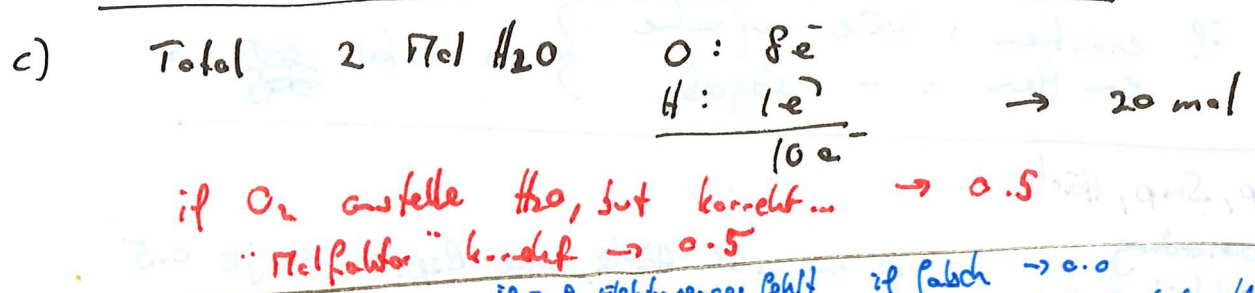 c) Total 2 Mol H2O O : 8e⁻
H : 1e⁻ → 20 mol
10 e⁻
if O2 anstelle H2O, but korrekt... → 0.5
"Molfaktor" korrekt → 0.5
fehlt if falsch → 0.0